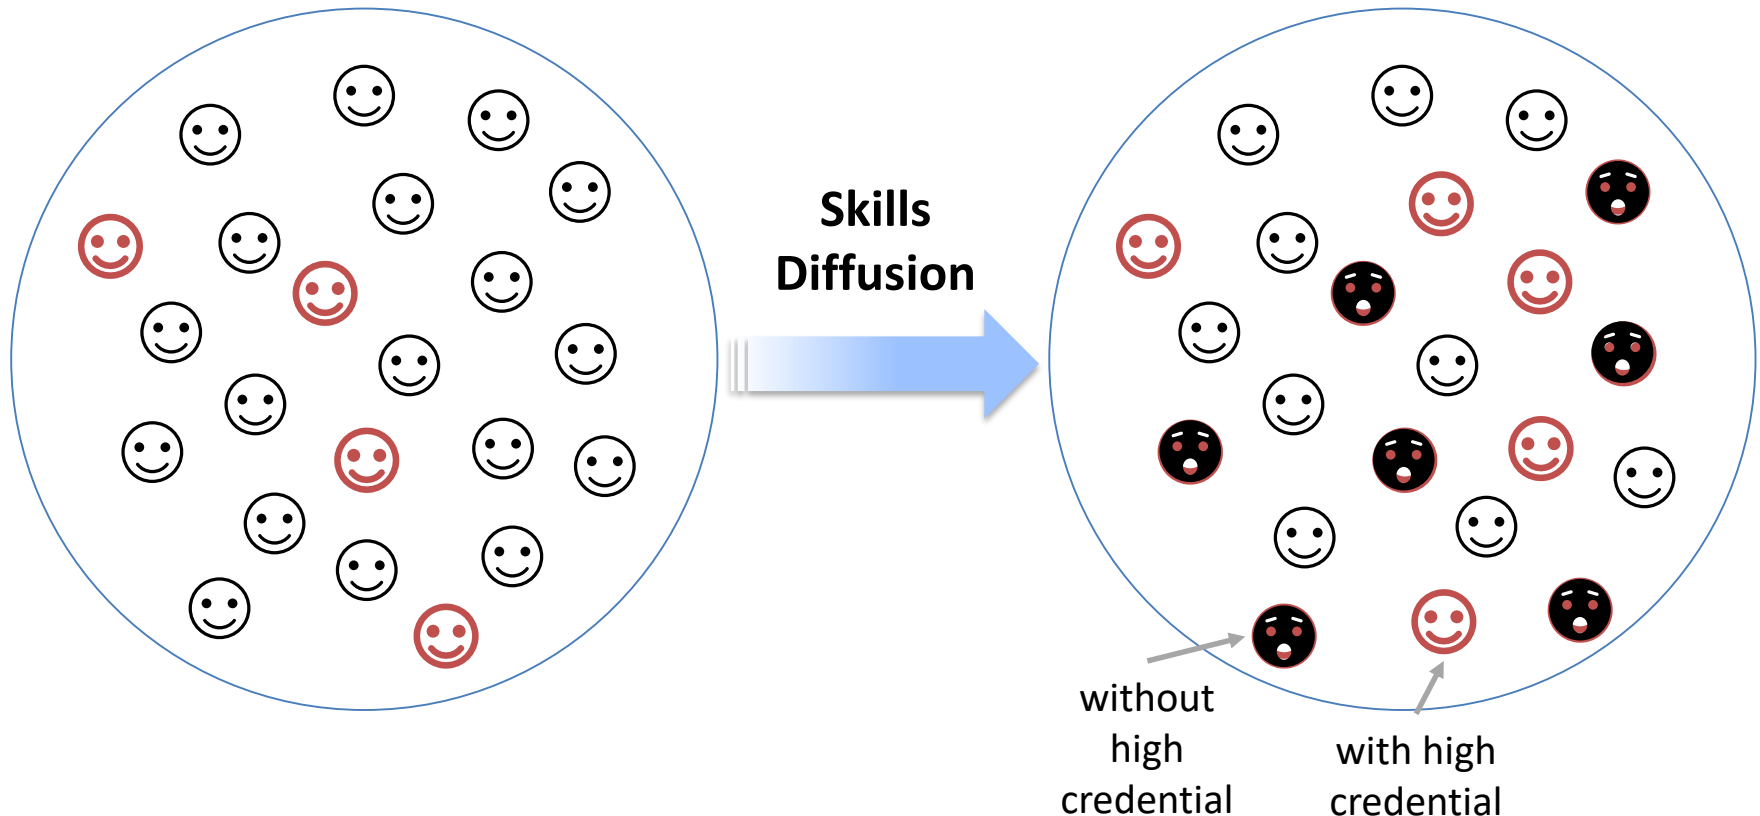 Skills
Diffusion
without
high
credential
with high
credential